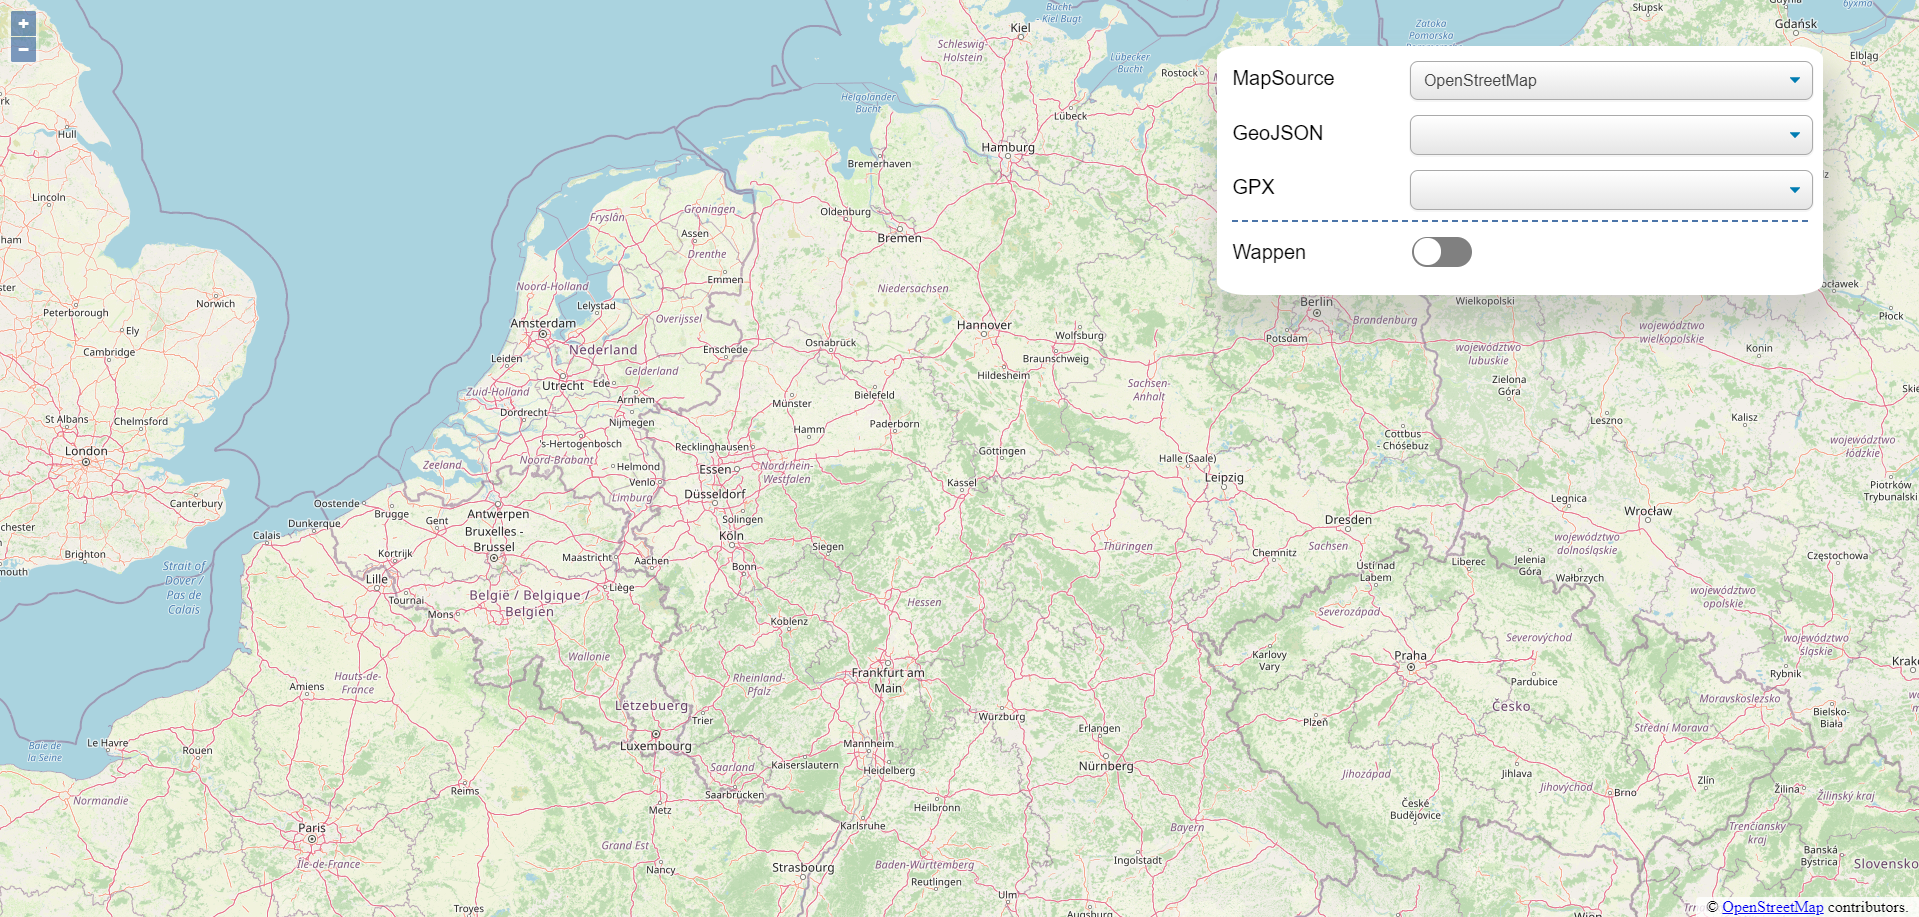 +
−
MapSource
OpenStreetMap
GeoJSON
GPX
Wappen
Kiel
Bucht
- Kiel Bugt
Słupsk
Zatoka
Pomorska
Gdańsk
Elbląg
Schleswig-
Holstein
Lübecker
Bucht
Rostock
Helgolander
Bucht
Lübeck
Hamburg
Bremerhaven
Hull
Lincoln
Groningen
Fryslân
Assen
Drenthe
Emmen
Oldenburg
Bremen
Noord-Holland
Lelystad
Niedersachsen
Norwich
Peterborough
Ely
Cambridge
Amsterdam
Overijssel
Nederland
Enschede
Leiden
Gelderland
Utrecht
Ede
Zuid-Holland
Arnhem
Dordrecht
Nijmegen
Osnabrück
Hannover
Wolfsburg
Braunschweig
Hildesheim
Berlin
Potsdam
Brandenburg
Wielkopolski
województwo
wielkopolskie
województwo
lubuskie
Konin
Płock
Zielona
Góra
Leszno
Kalisz
województwo
łódzkie
St Albans
Chelmsford
London
Canterbury
Brighton
Strait of
Dover /
Pas de
Calais
's-Hertogenbosch
Noord-Brabant
Zeeland
Helmond
Venlo
Limburg
Münster
Bielefeld
Hamm
Paderborn
Recklinghausen
Essen
Nordrhein-
Westfalen
Düsseldorf
Solingen
Köln
Bonn
Siegen
Sachsen-
Anhalt
Göttingen
Kassel
Halle (Saale)
Leipzig
Cottbus
- Chóśebuz
Dresden
Sachsen
Chemnitz
Thüringen
Legnica
Wrocław
województwo
dolnośląskie
Piotrków
Trybunalski
Częstochowa
Jelenia
Góra
Wałbrzych
Liberec
Ústí nad
Labem
województwo
opolskie
Oostende
Dunkerque
Calais
Brugge
Gent
Antwerpen
Bruxelles -
Brussel
Kortrijk
Lille
Tournai
Mons
Maastricht
Aachen
Liège
België / Belgique /
Belgien
Wallonie
Hessen
Koblenz
Frankfurt am
Main
Rheinland-
Pfalz
Lëtzebuerg
Trier
Luxembourg
Hauts-de-
France
Amiens
Le Havre
Rouen
Baie de
la Seine
Normandie
Reims
Paris
Île-de-France
Grand Est
Metz
Nancy
Troyes
Saarland
Saarbrücken
Kaiserslautern
Mannheim
Heidelberg
Karlsruhe
Strasbourg
Heilbronn
Baden-Württemberg
Reutlingen
Ulm
Würzburg
Erlangen
Nürnberg
Bayern
Ingolstadt
Augsburg
Severozápad
Severovýchod
Karlovy
Vary
Praha
Pardubice
Plzeň
Česko
Střední Morava
Moravskoslezsko
województwo
śląskie
Rybnik
Bielsko-
Biała
Jihozápad
Jihlava
České
Budějovice
Jihovýchod
Brno
Zlín
Žilina
Žilinský kraj
Trenčiansky
kraj
Banská
Bystrica
Slovensko
© OpenStreetMap contributors.